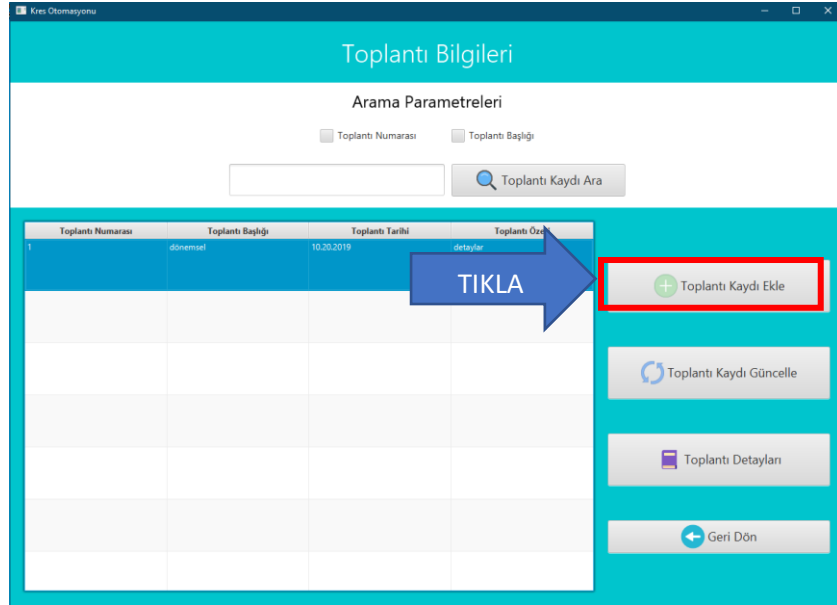 Kres Otomasyonu
Toplantı Bilgileri
Arama Parametreleri
Toplantı Numarası
Toplantı Başlığı
Toplantı Kaydı Ara
Toplantı Numarası Toplantı Başlığı Toplantı Tarihi Toplantı
1 dönemsel 10.20.2019 detaylar
TIKLA
Toplantı Kaydı Ekle
Toplantı Kaydı Güncelle
Toplantı Detayları
Geri Dön